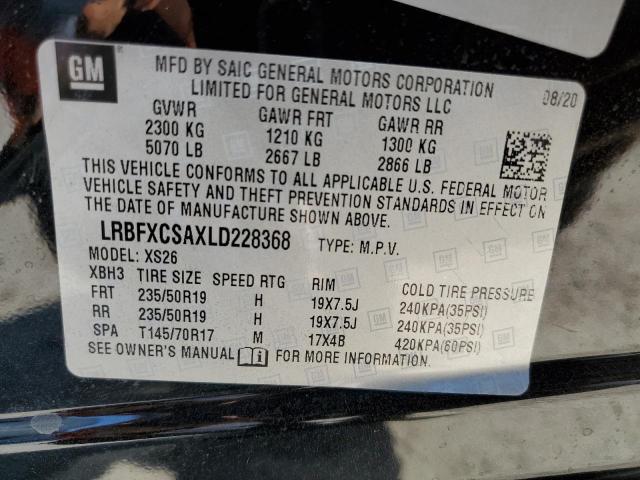 GM
MFD BY SAIC GENERAL MOTORS CORPORATION
LIMITED FOR GENERAL MOTORS LLC
08/20
GVWR GAWR FRT GAWR RR
2300 KG 1210 KG 1300 KG
5070 LB 2667 LB 2866 LB
THIS VEHICLE CONFORMS TO ALL APPLICABLE U.S. FEDERAL MOTOR
VEHICLE SAFETY AND THEFT PREVENTION STANDARDS IN EFFECT ON
THE DATE OF MANUFACTURE SHOWN ABOVE.
LRBFXCSAXLD228368 TYPE: M.P.V.
MODEL: XS26
XBH3 TIRE SIZE SPEED RTG RIM COLD TIRE PRESSURE
FRT 235/50R19 H 19X7.5J 240KPA(35PSI)
RR 235/50R19 H 19X7.5J 240KPA(35PSI)
SPA T145/70R17 M 17X4B 420KPA(60PSI)
SEE OWNER'S MANUAL FOR MORE INFORMATION.